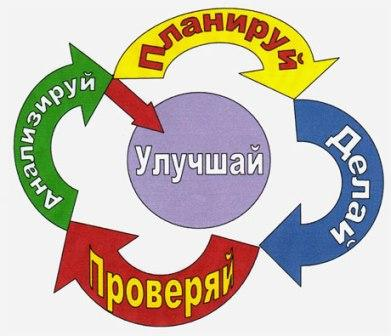 Планируй
Делай
Проверяй
Анализируй
Улучшай